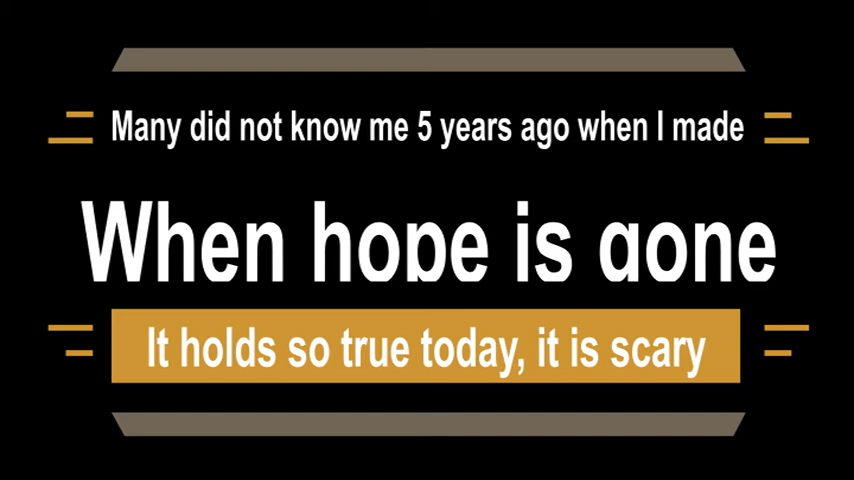 Many did not know me 5 years ago when I made
When hope is gone
It holds so true today, it is scary